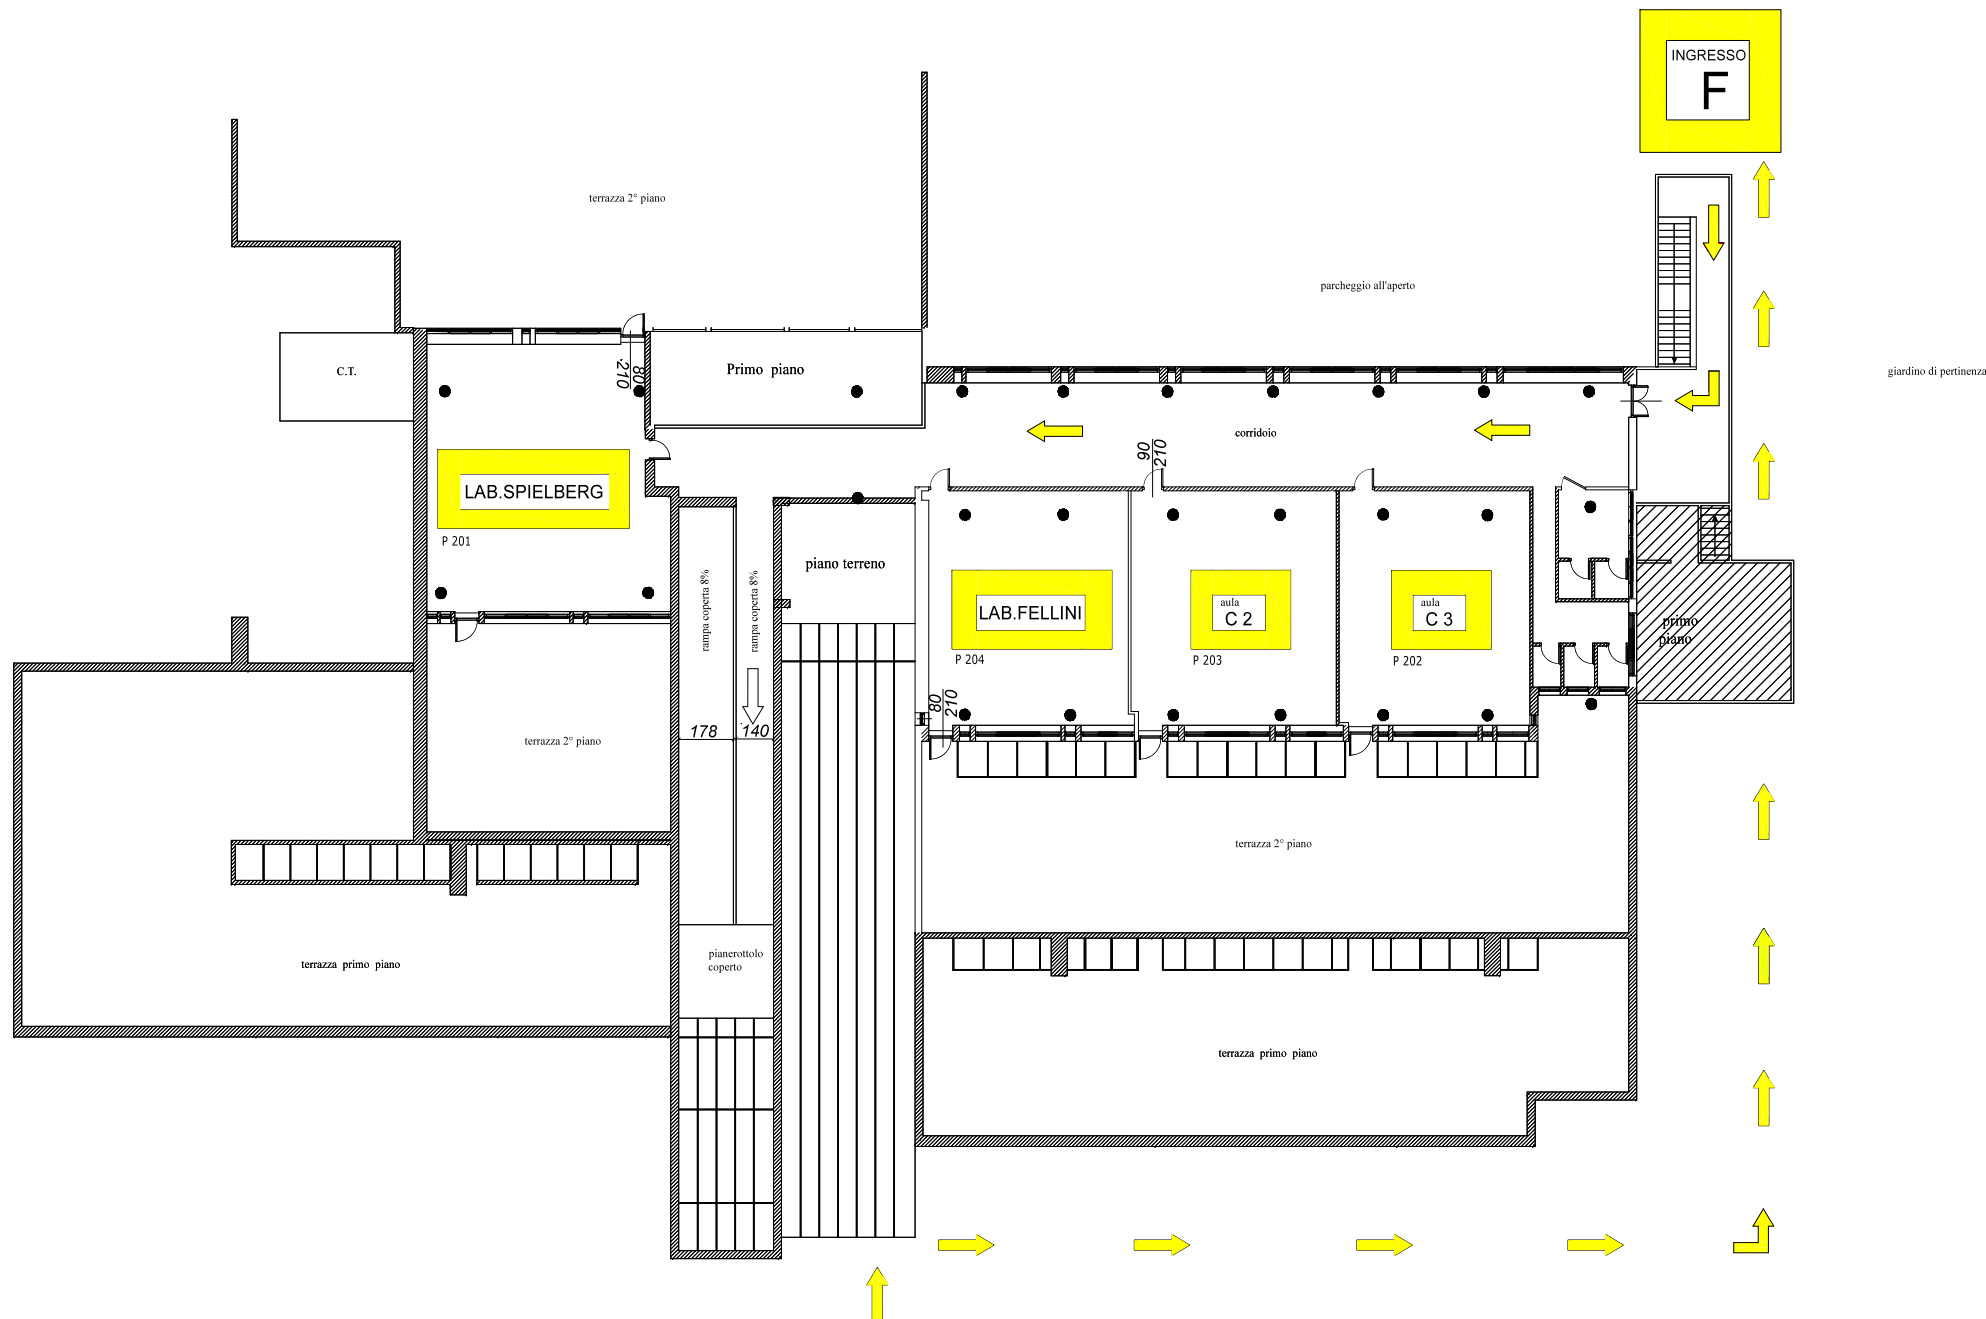 INGRESSO
F
terrazza 2° piano
parcheggio all'aperto
giardino di pertinenza
C.T.
Primo piano
80
210
corridoio
90
210
LAB.SPIELBERG
P 201
piano terreno
rampa coperta 8%
rampa coperta 8%
LAB.FELLINI
P 204
aula
C 2
P 203
aula
C 3
P 202
primo
piano
80
210
178
140
terrazza 2° piano
terrazza 2° piano
pianerottolo
coperto
terrazza primo piano
terrazza primo piano